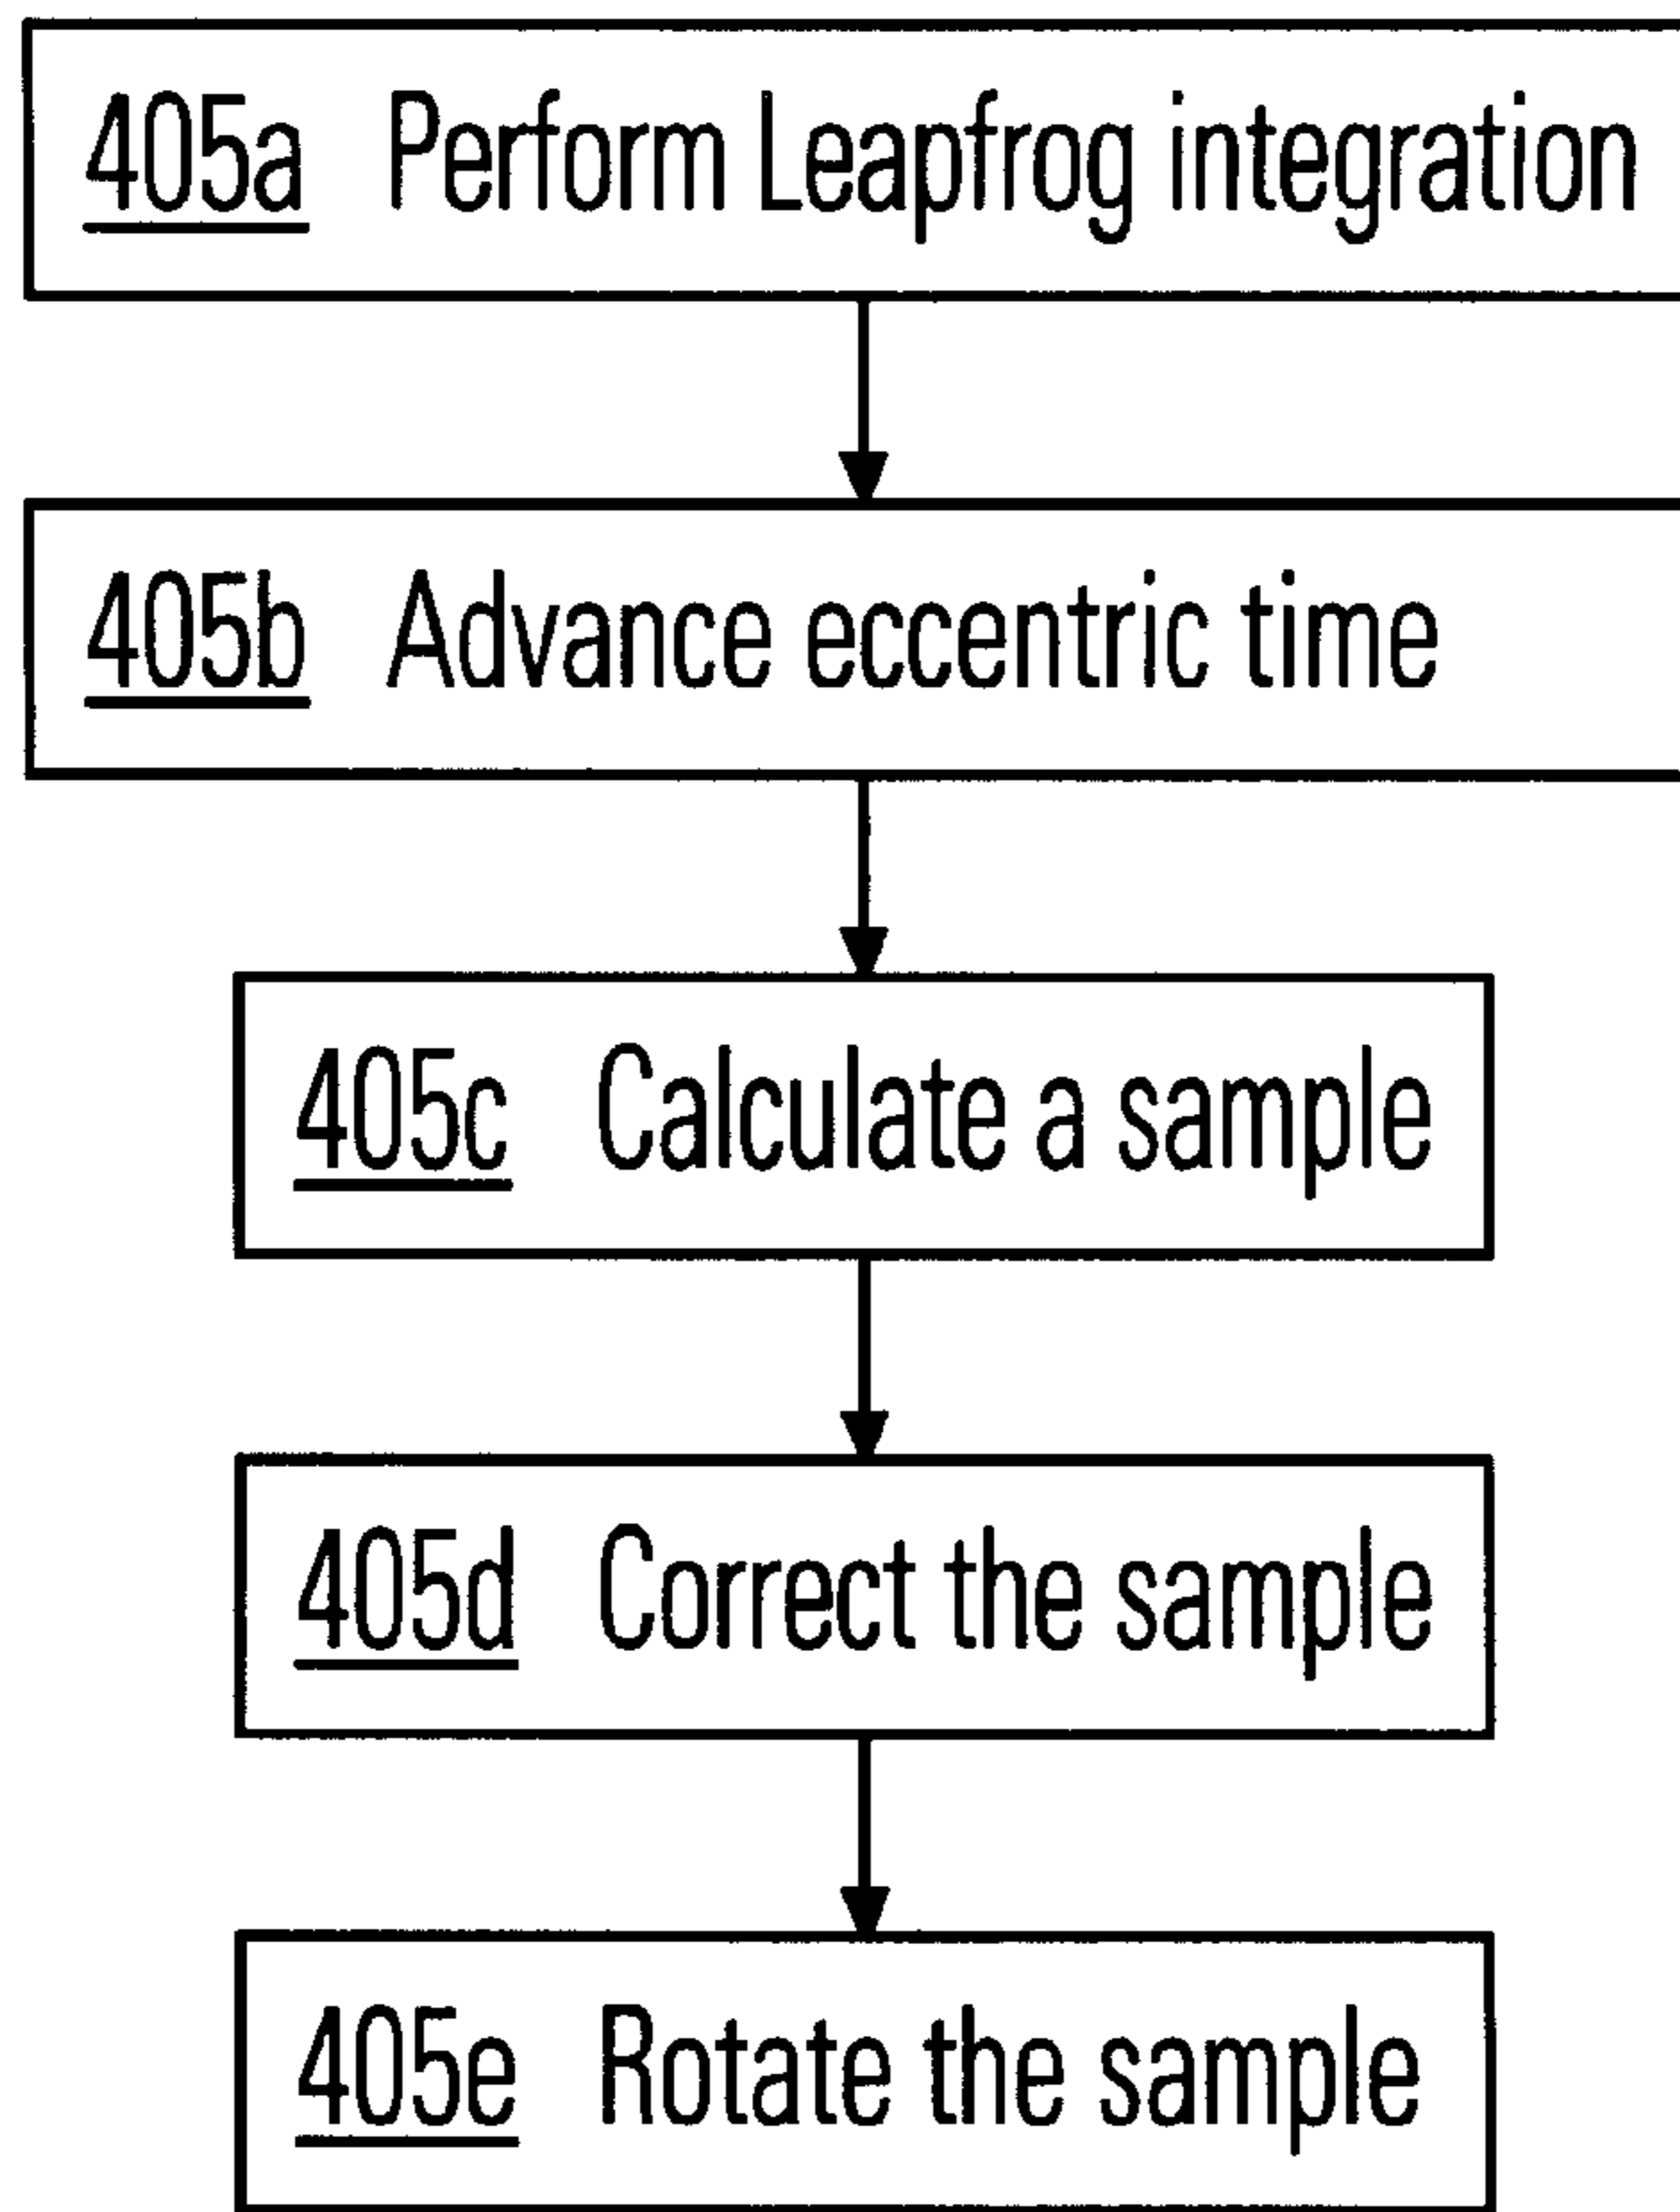 405a Perform Leapfrog integration
405b Advance eccentric time
405c Calculate a sample
405d Correct the sample
405e Rotate the sample